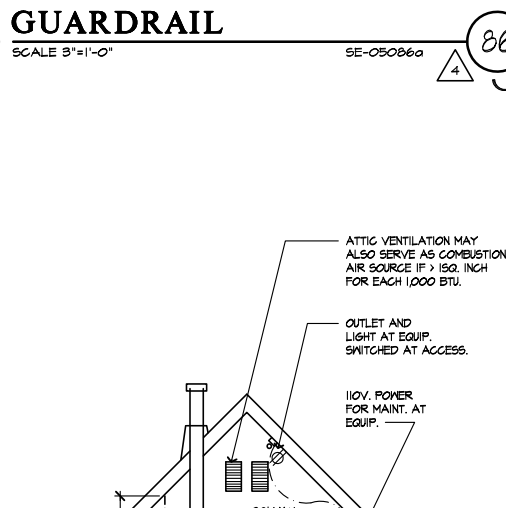 GUARDRAIL
SCALE 3"=1'-0"
SE-05086a
86
4
ATTIC VENTILATION MAY
ALSO SERVE AS COMBUSTION
AIR SOURCE IF > 1SQ. INCH
FOR EACH 1,000 BTU.
OUTLET AND
LIGHT AT EQUIP.
SWITCHED AT ACCESS.
110V. POWER
FOR MAINT. AT
EQUIP.